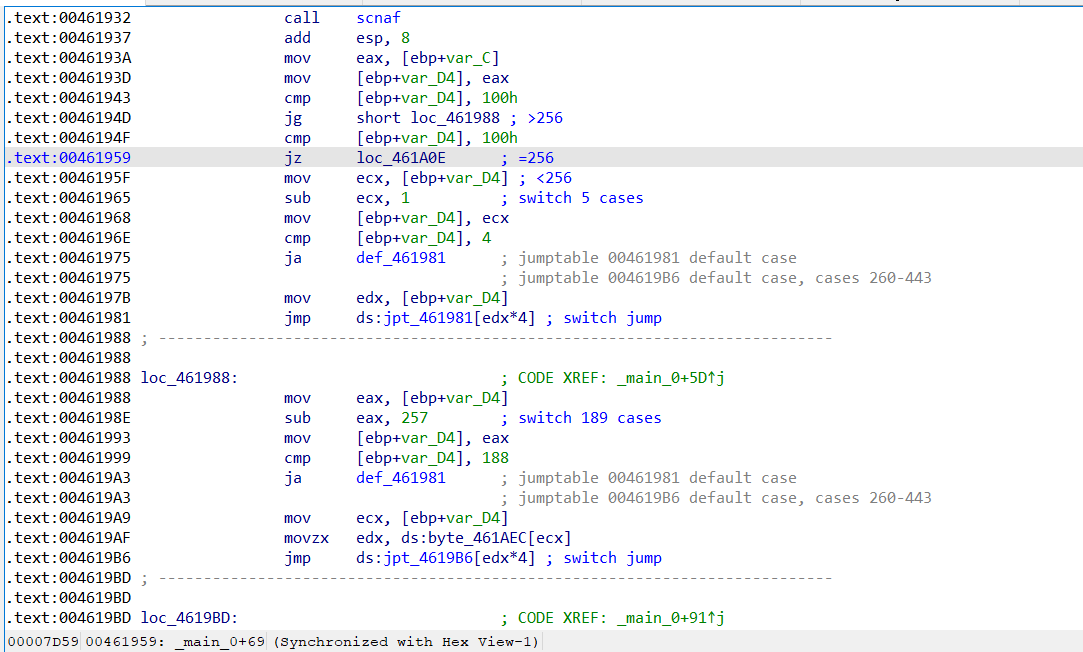 .text:00461932 call scnaf
.text:00461937 add esp, 8
.text:0046193A mov eax, [ebp+var_C]
.text:0046193D mov [ebp+var_D4], eax
.text:00461943 cmp [ebp+var_D4], 100h
.text:0046194D jg short loc_461988 ; >256
.text:0046194F cmp [ebp+var_D4], 100h
.text:00461959 jz loc_461A0E ; =256
.text:0046195F mov ecx, [ebp+var_D4] ; <256
.text:00461965 sub ecx, 1 ; switch 5 cases
.text:00461968 mov [ebp+var_D4], ecx
.text:0046196E cmp [ebp+var_D4], 4
.text:00461975 ja def_461981 ; jumptable 00461981 default case
.text:00461975 ; jumptable 004619B6 default case, cases 260-443
.text:0046197B mov edx, [ebp+var_D4]
.text:00461981 jmp ds:jpt_461981[edx*4] ; switch jump
.text:00461988 ; ---------------------------------------------------------------------------
.text:00461988
.text:00461988 loc_461988: ; CODE XREF: _main_0+5D↑j
.text:00461988 mov eax, [ebp+var_D4]
.text:0046198E sub eax, 257 ; switch 189 cases
.text:00461993 mov [ebp+var_D4], eax
.text:00461999 cmp [ebp+var_D4], 188
.text:004619A3 ja def_461981 ; jumptable 00461981 default case
.text:004619A3 ; jumptable 004619B6 default case, cases 260-443
.text:004619A9 mov ecx, [ebp+var_D4]
.text:004619AF movzx edx, ds:byte_461AEC[ecx]
.text:004619B6 jmp ds:jpt_4619B6[edx*4] ; switch jump
.text:004619BD ; ---------------------------------------------------------------------------
.text:004619BD
.text:004619BD loc_4619BD: ; CODE XREF: _main_0+91↑j
00007D59 00461959: _main_0+69 (Synchronized with Hex View-1)